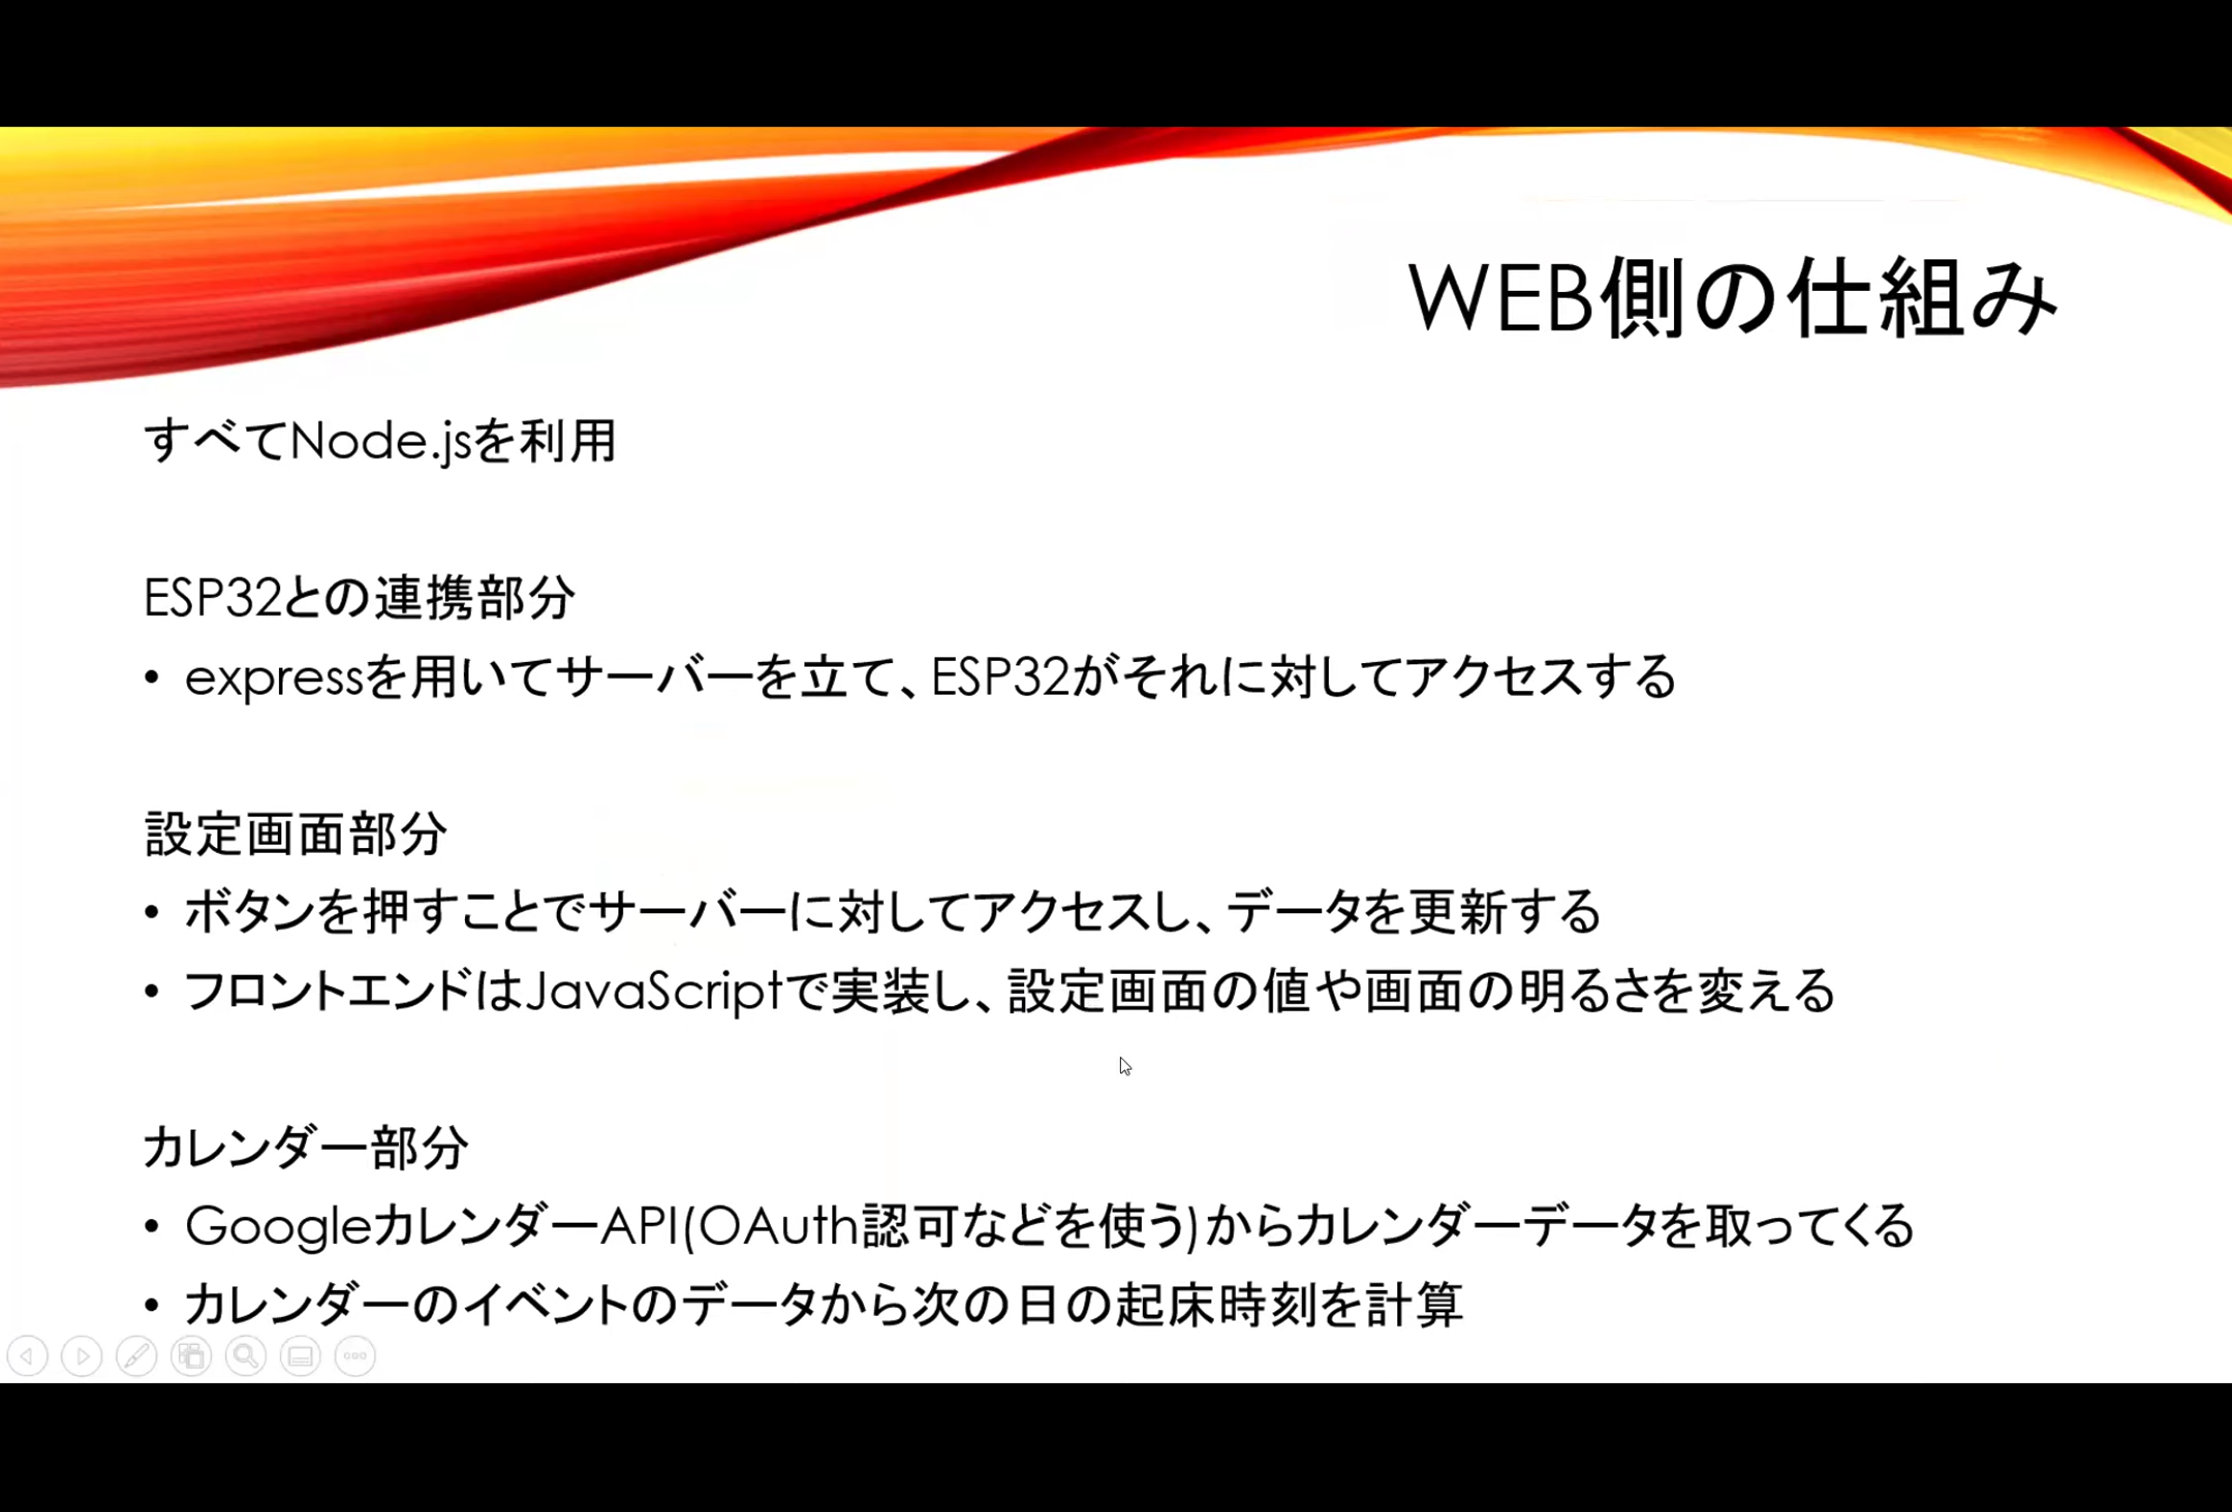 WEB側の仕組み
すべてNode.jsを利用
ESP32との連携部分
• expressを用いてサーバーを立て、ESP32がそれに対してアクセスする
設定画面部分
• ボタンを押すことでサーバーに対してアクセスし、データを更新する
• フロントエンドはJavaScriptで実装し、設定画面の値や画面の明るさを変える
カレンダー部分
• GoogleカレンダーAPI(OAuth認可などを使う)からカレンダーデータを取ってくる
• カレンダーのイベントのデータから次の日の起床時刻を計算